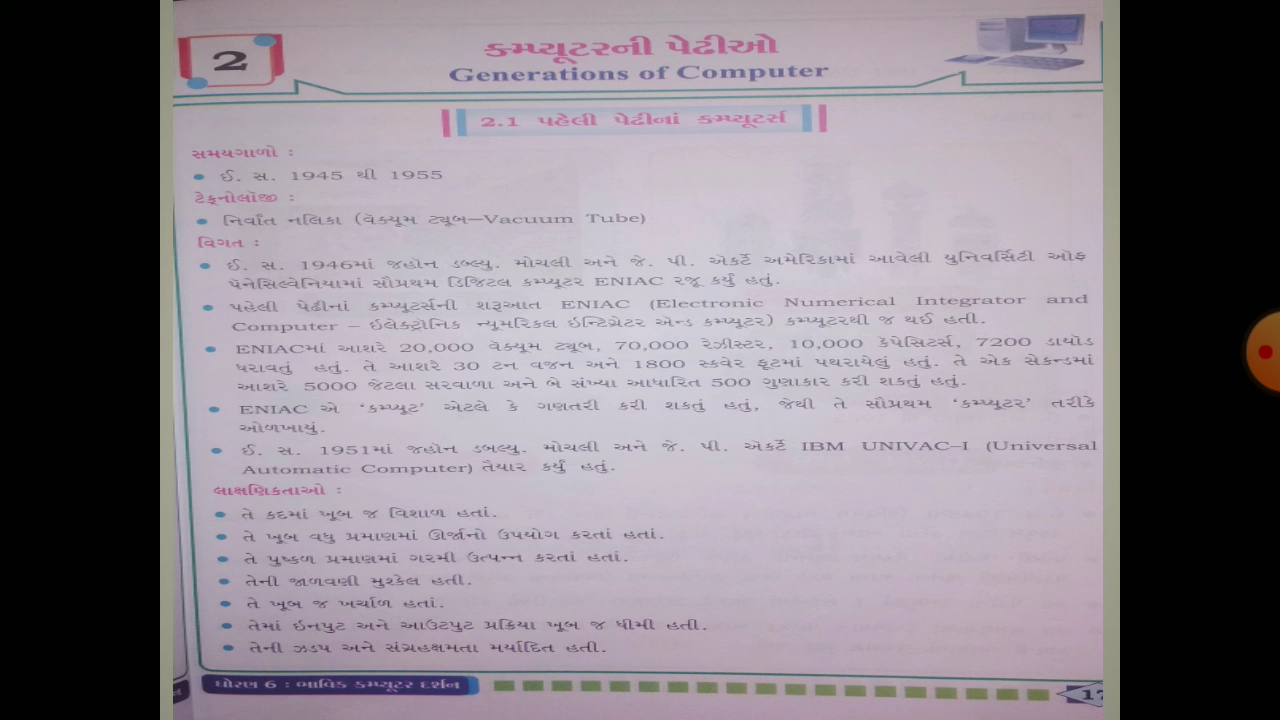 2
કમ્પ્યૂટરની પેઢીઓ
Generations of Computer
2.1 પહેલી પેઢીનાં કમ્પ્યૂટર્સ
સમયગાળો :
• ઈ. સ. 1945 થી 1955
ટેક્નોલૉજી :
• નિર્વાત નલિકા (વૅક્યૂમ ટ્યૂબ–Vacuum Tube)
વિગત :
• ઈ. સ. 1946માં જહૉન ડબ્લ્યુ. મોચલી અને જે. પી. એકર્ટે અમેરિકામાં આવેલી યુનિવર્સિટી ઑફ
પૅનેસિલ્વેનિયામાં સૌપ્રથમ ડિજિટલ કમ્પ્યૂટર ENIAC રજૂ કર્યું હતું.
• પહેલી પેઢીનાં કમ્પ્યૂટર્સની શરૂઆત ENIAC (Electronic Numerical Integrator and
Computer – ઇલેક્ટ્રૉનિક ન્યૂમરિકલ ઇન્ટિગ્રેટર ઍન્ડ કમ્પ્યૂટર) કમ્પ્યૂટરથી જ થઈ હતી.
• ENIACમાં આશરે 20,000 વૅક્યૂમ ટ્યૂબ, 70,000 રેઝીસ્ટર, 10,000 કૅપેસિટર્સ, 7200 ડાયોડ
ધરાવતું હતું. તે આશરે 30 ટન વજન અને 1800 સ્ક્વેર ફૂટમાં પથરાયેલું હતું. તે એક સેકન્ડમાં
આશરે 5000 જેટલા સરવાળા અને બે સંખ્યા આધારિત 500 ગુણાકાર કરી શકતું હતું.
• ENIAC એ ‘કમ્પ્યુટ’ એટલે કે ગણતરી કરી શકતું હતું, જેથી તે સૌપ્રથમ ‘કમ્પ્યૂટર’ તરીકે
ઓળખાયું.
• ઈ. સ. 1951માં જહૉન ડબલ્યુ. મોચલી અને જે. પી. એકર્ટે IBM UNIVAC–I (Universal
Automatic Computer) તૈયાર કર્યું હતું.
લાક્ષણિકતાઓ :
• તે કદમાં ખૂબ જ વિશાળ હતાં.
• તે ખૂબ વધુ પ્રમાણમાં ઊર્જાનો ઉપયોગ કરતાં હતાં.
• તે પુષ્કળ પ્રમાણમાં ગરમી ઉત્પન્ન કરતાં હતાં.
• તેની જાળવણી મુશ્કેલ હતી.
• તે ખૂબ જ ખર્ચાળ હતાં.
• તેમાં ઇનપુટ અને આઉટપુટ પ્રક્રિયા ખૂબ જ ધીમી હતી.
• તેની ઝડપ અને સંગ્રહક્ષમતા મર્યાદિત હતી.
ધોરણ 6 : ભાવિક કમ્પ્યૂટર દર્શન
17